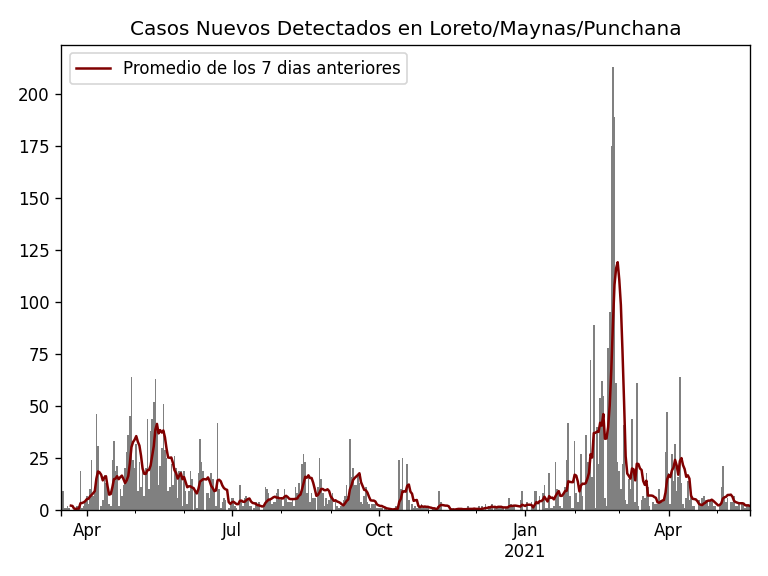 Casos Nuevos Detectados en Loreto/Maynas/Punchana
Promedio de los 7 dias anteriores
200
175
150
125
100
75
50
25
0
Apr
Jul
Oct
Jan
2021
Apr